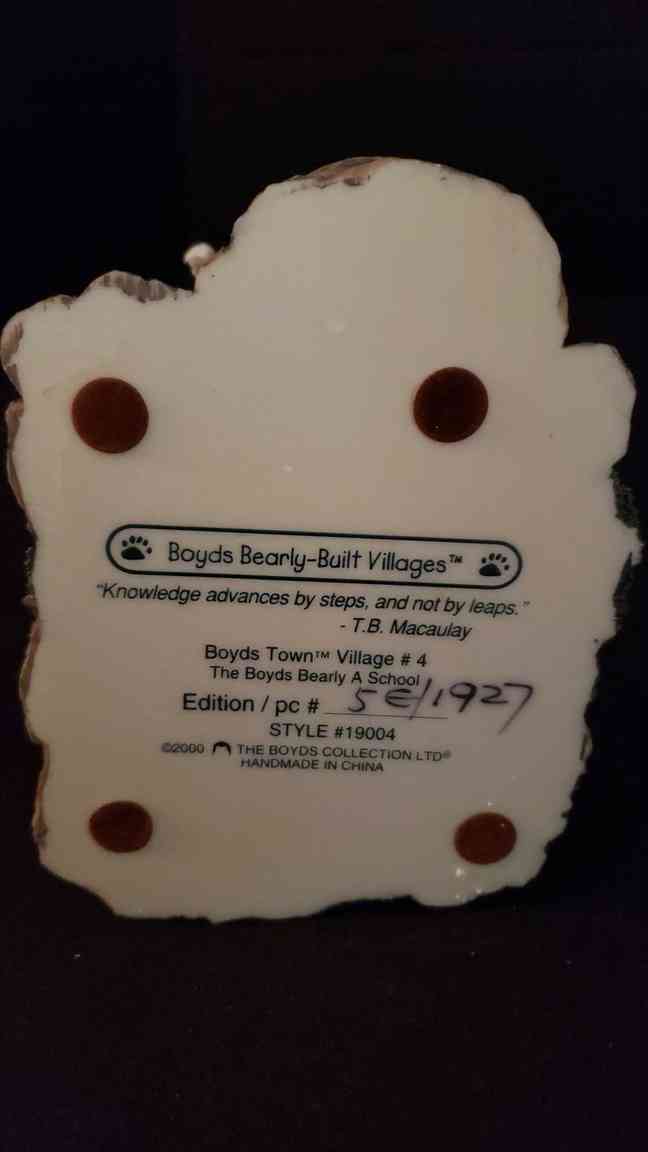 Boyds Bearly-Built Villages™
"Knowledge advances by steps, and not by leaps."
- T.B. Macaulay
Boyds Town™ Village # 4
The Boyds Bearly A School
Edition / pc # 5E/1927
STYLE #19004
©2000 THE BOYDS COLLECTION LTD®
HANDMADE IN CHINA